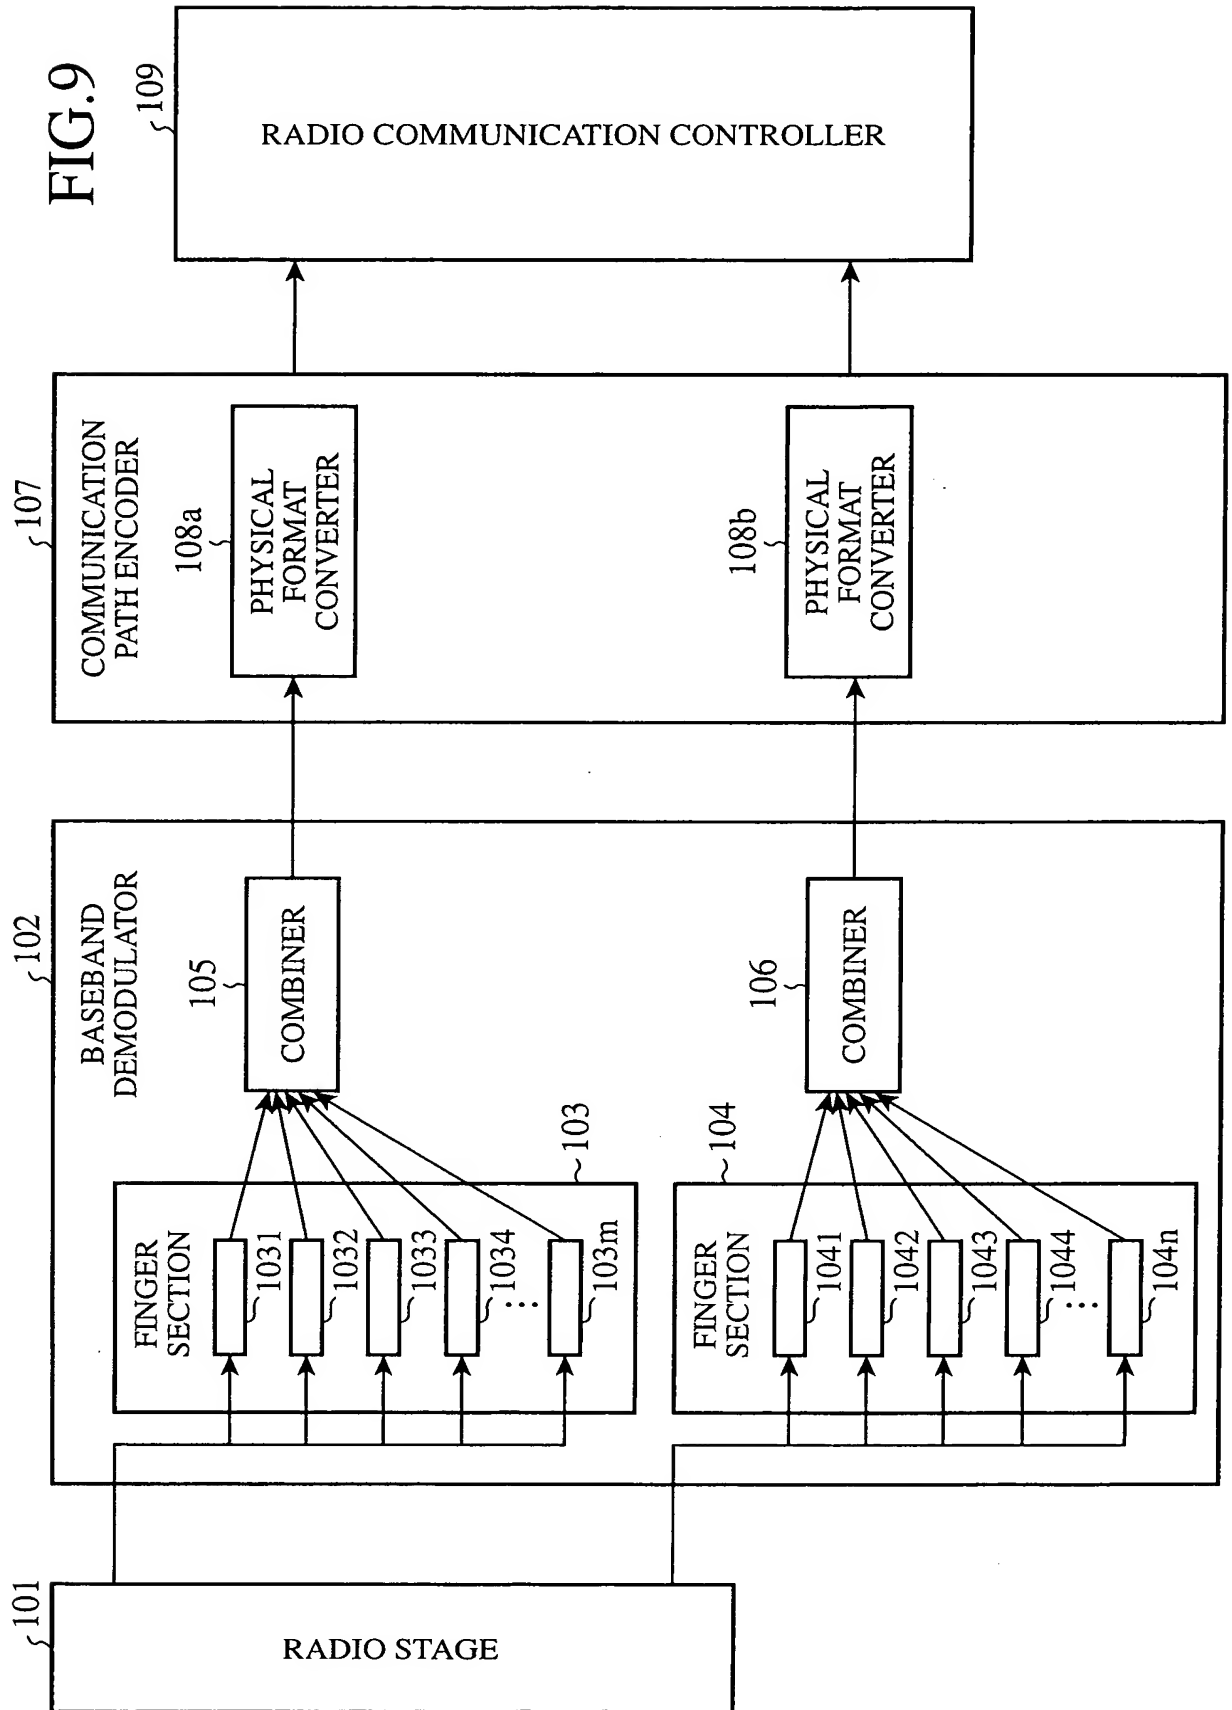 FIG.9
101
RADIO STAGE
102
BASEBAND
DEMODULATOR
FINGER
SECTION
1031
1032
1033
1034
...
103m
103
105
COMBINER
FINGER
SECTION
1041
1042
1043
1044
...
104n
104
106
COMBINER
107
COMMUNICATION
PATH ENCODER
108a
PHYSICAL
FORMAT
CONVERTER
108b
PHYSICAL
FORMAT
CONVERTER
109
RADIO COMMUNICATION CONTROLLER